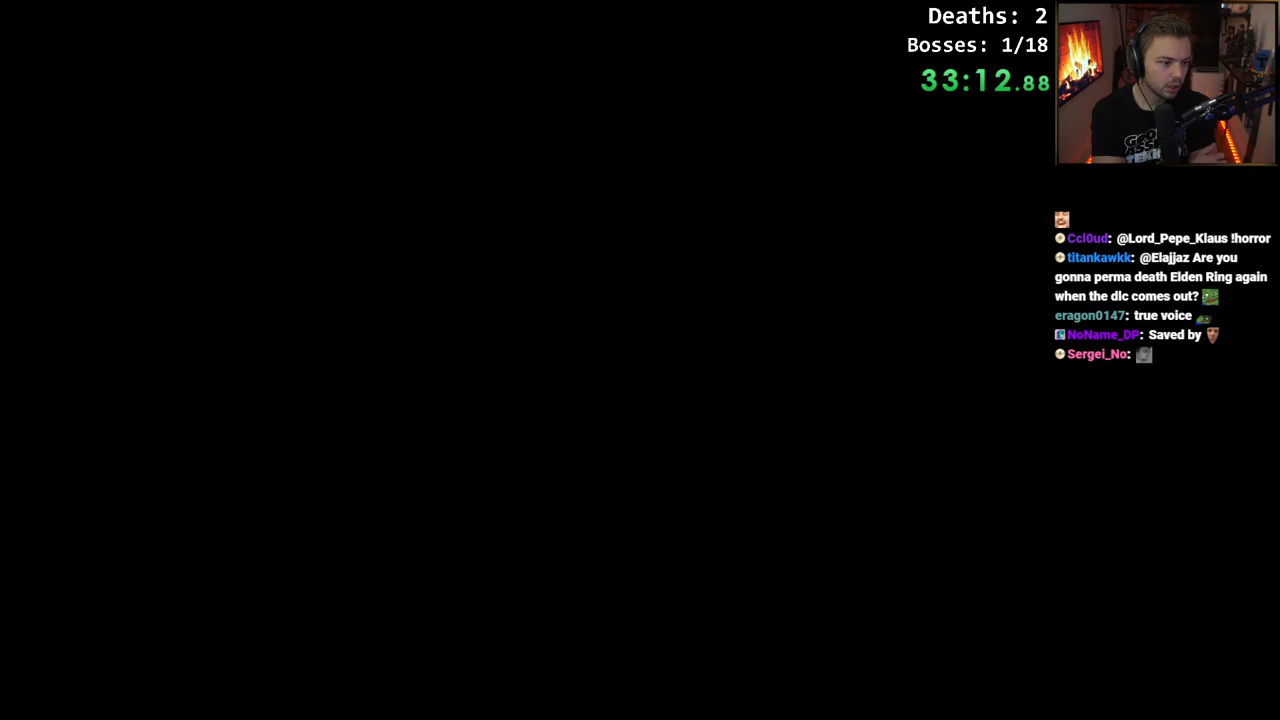 Deaths: 2
Bosses: 1/18
33:12.88
Ccl0ud: @Lord_Pepe_Klaus !horror
titankawkk: @Elajjaz Are you
gonna perma death Elden Ring again
when the dlc comes out?
eragon0147: true voice
NoName_DP: Saved by
Sergei_No: